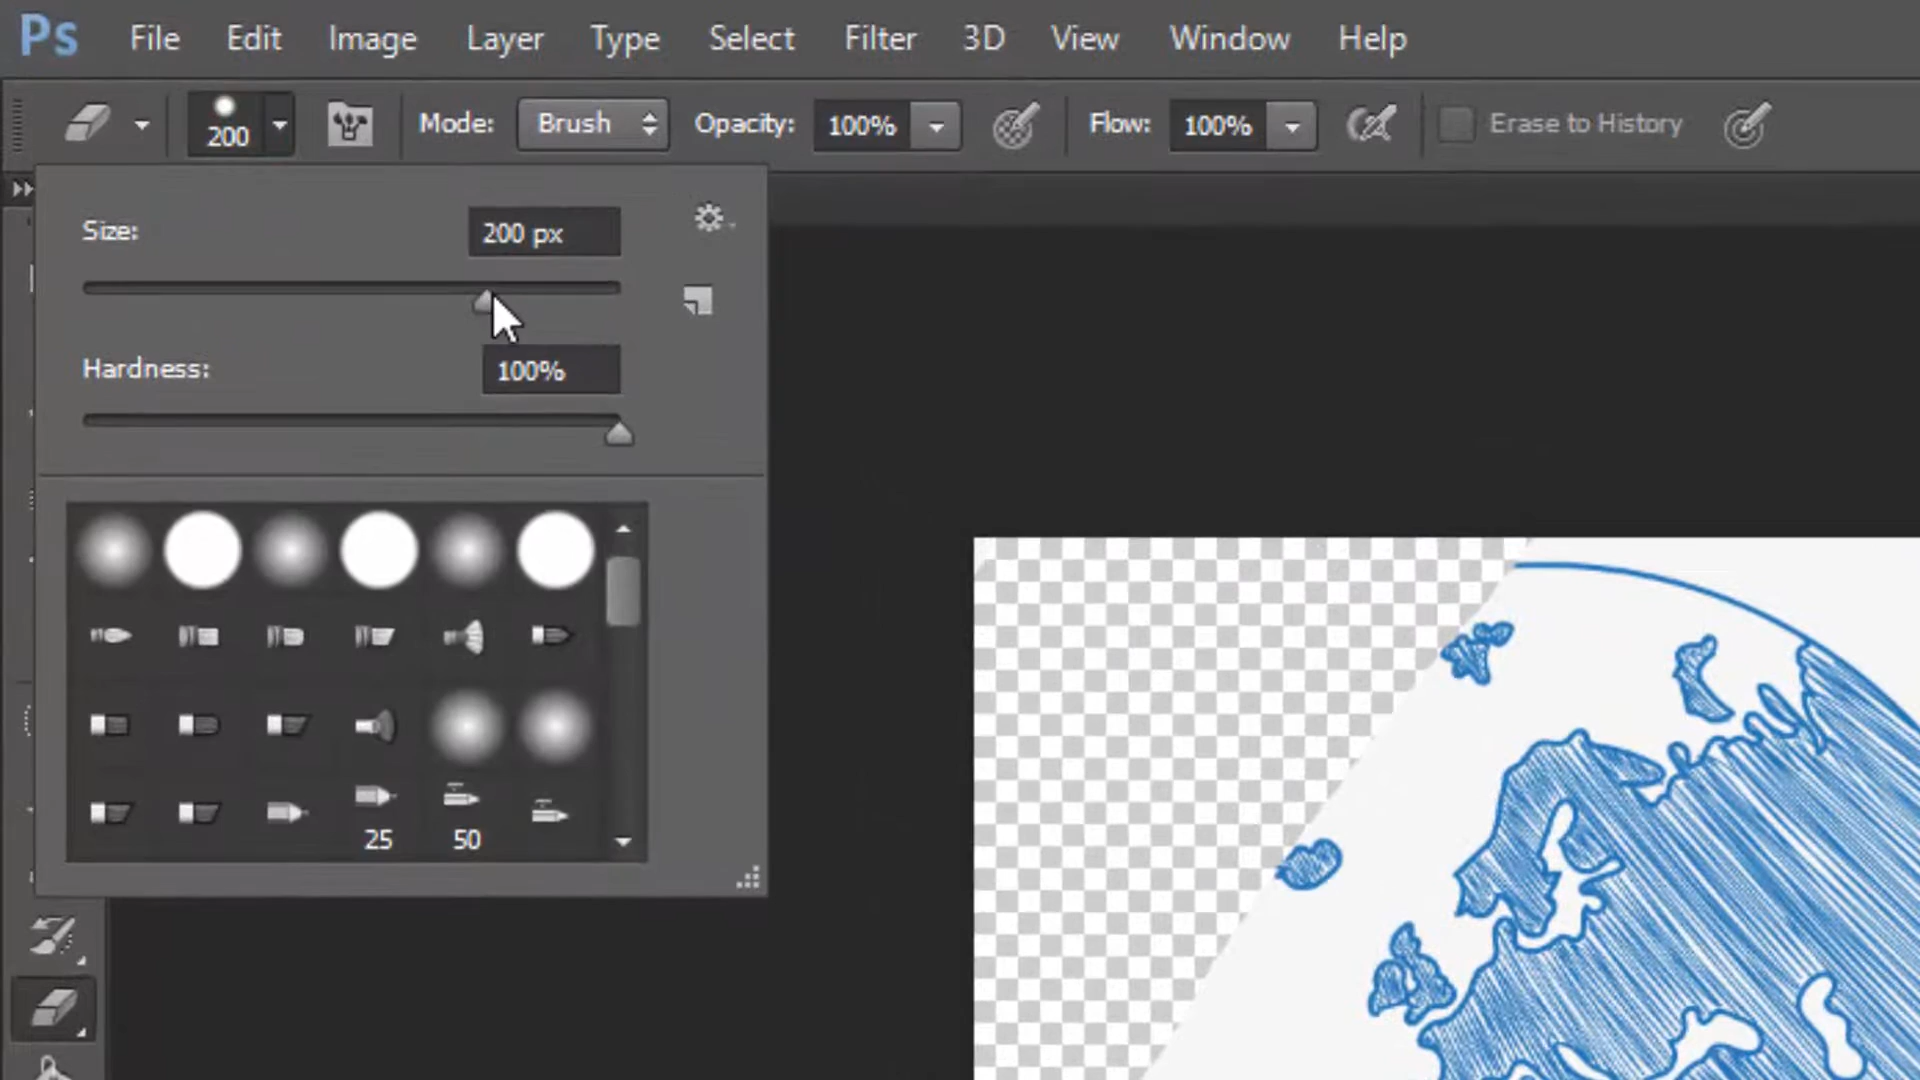 Ps File Edit Image Layer Type Select Filter 3D View Window Help
200 Mode: Brush Opacity: 100% Flow: 100% Erase to History
Size: 200 px
Hardness: 100%
25 50